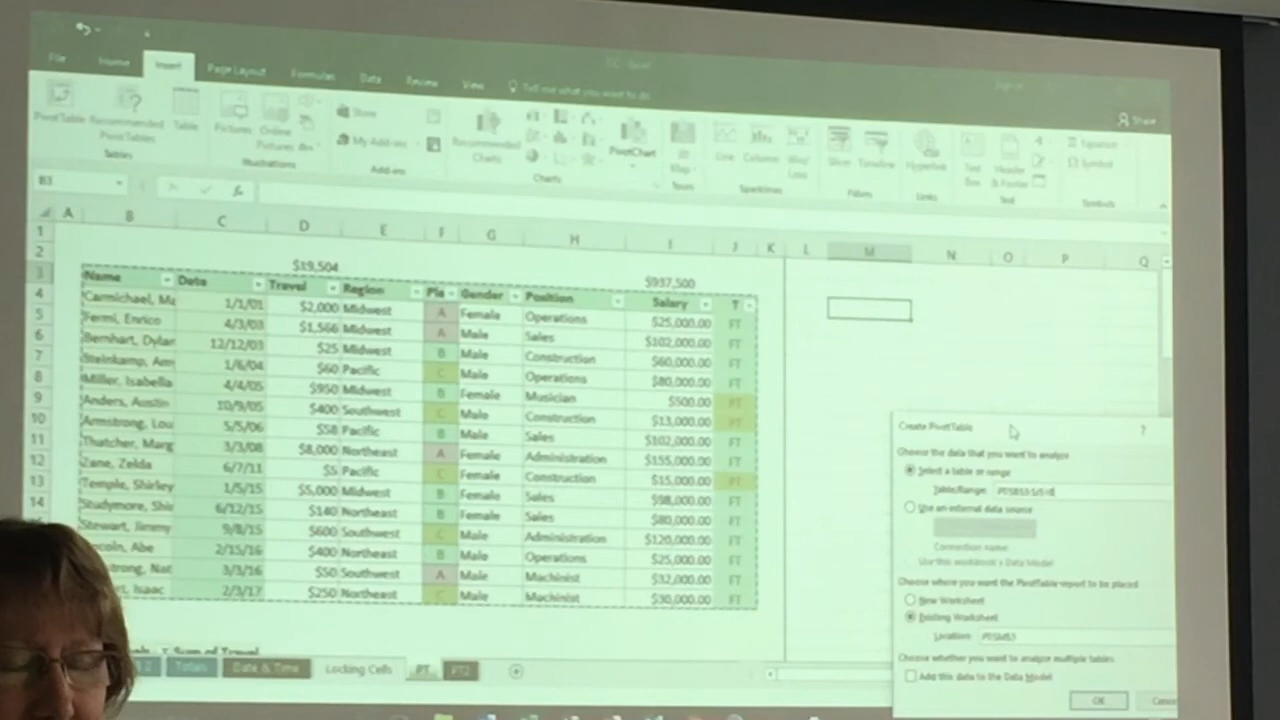 File Home Insert Page Layout Formulas Data Review View Tell me what you want to do
Share
PivotTable Recommended PivotTables Table Pictures Online Pictures Store My Add-ins Recommended Charts PivotChart Line Column Win/Loss Slicer Timeline Hyperlink Text Box Header & Footer Equation Symbol
Tables Illustrations Add-ins Charts Tours Sparklines Filters Links Text Symbols
B3 fx
A B C D E F G H I J K L M N O P Q
1
2 $19,504 $937,500
3 Name Date Travel Region Gender Position Salary T
4 Carmichael, Ma 1/1/01 $2,000 Midwest A Female Operations $25,000.00 FT
5 Fermi, Enrico 4/3/03 $1,566 Midwest A Male Sales $102,000.00 FT
6 Bernhart, Dylan 12/12/03 $25 Midwest B Male Construction $60,000.00 FT
7 Steinkamp, Am 1/6/04 $60 Pacific C Male Operations $80,000.00 FT
8 Miller, Isabella 4/4/05 $950 Midwest B Female Musician $500.00 PT
9 Anders, Austin 10/9/05 $400 Southwest C Male Construction $13,000.00 PT
10 Armstrong, Lou 5/5/06 $58 Pacific B Male Sales $102,000.00 FT
11 Thatcher, Marg 3/3/08 $8,000 Northeast A Female Administration $155,000.00 FT
12 Zane, Zelda 6/7/11 $5 Pacific C Female Construction $15,000.00 PT
13 Temple, Shirley 1/5/15 $5,000 Midwest B Female Sales $98,000.00 FT
14 Studymore, Shi 6/12/15 $140 Northeast B Female Sales $80,000.00 FT
Stewart, Jimmy 9/8/15 $600 Southwest C Male Administration $120,000.00 FT
coln, Abe 2/15/16 $400 Northeast B Male Operations $25,000.00 FT
strong, Nat 3/3/16 $50 Southwest A Male Machinist $32,000.00 FT
t, Isaac 2/3/17 $250 Northeast C Male Machinist $30,000.00 FT
Sum of Travel
Totals Date & Time Locking Cells PT PT2
Create PivotTable ?
Choose the data that you want to analyze
Select a table or range
Table/Range:
Use an external data source
Connection name:
Use this workbook's Data Model
Choose where you want the PivotTable report to be placed
New Worksheet
Existing Worksheet
Location: PT!$M$3
Choose whether you want to analyze multiple tables
Add this data to the Data Model
OK Cance